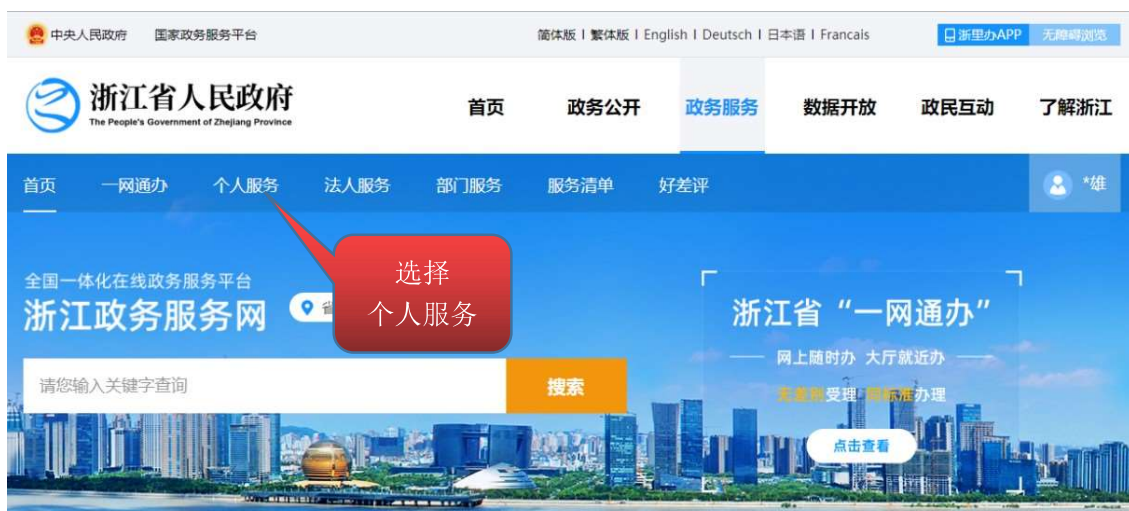 中央人民政府 国家政务服务平台 简体版 | 繁体版 | English | Deutsch | 日本语 | Francais 浙里办APP 无障碍浏览
浙江省人民政府
The People's Government of Zhejiang Province
首页 政务公开 政务服务 数据开放 政民互动 了解浙江
首页 一网通办 个人服务 法人服务 部门服务 服务清单 好差评 *雄
选择
个人服务
全国一体化在线政务服务平台
浙江政务服务网
请您输入关键字查询 搜索
浙江省“一网通办”
网上随时办 大厅就近办
无差别受理 同标准办理
点击查看